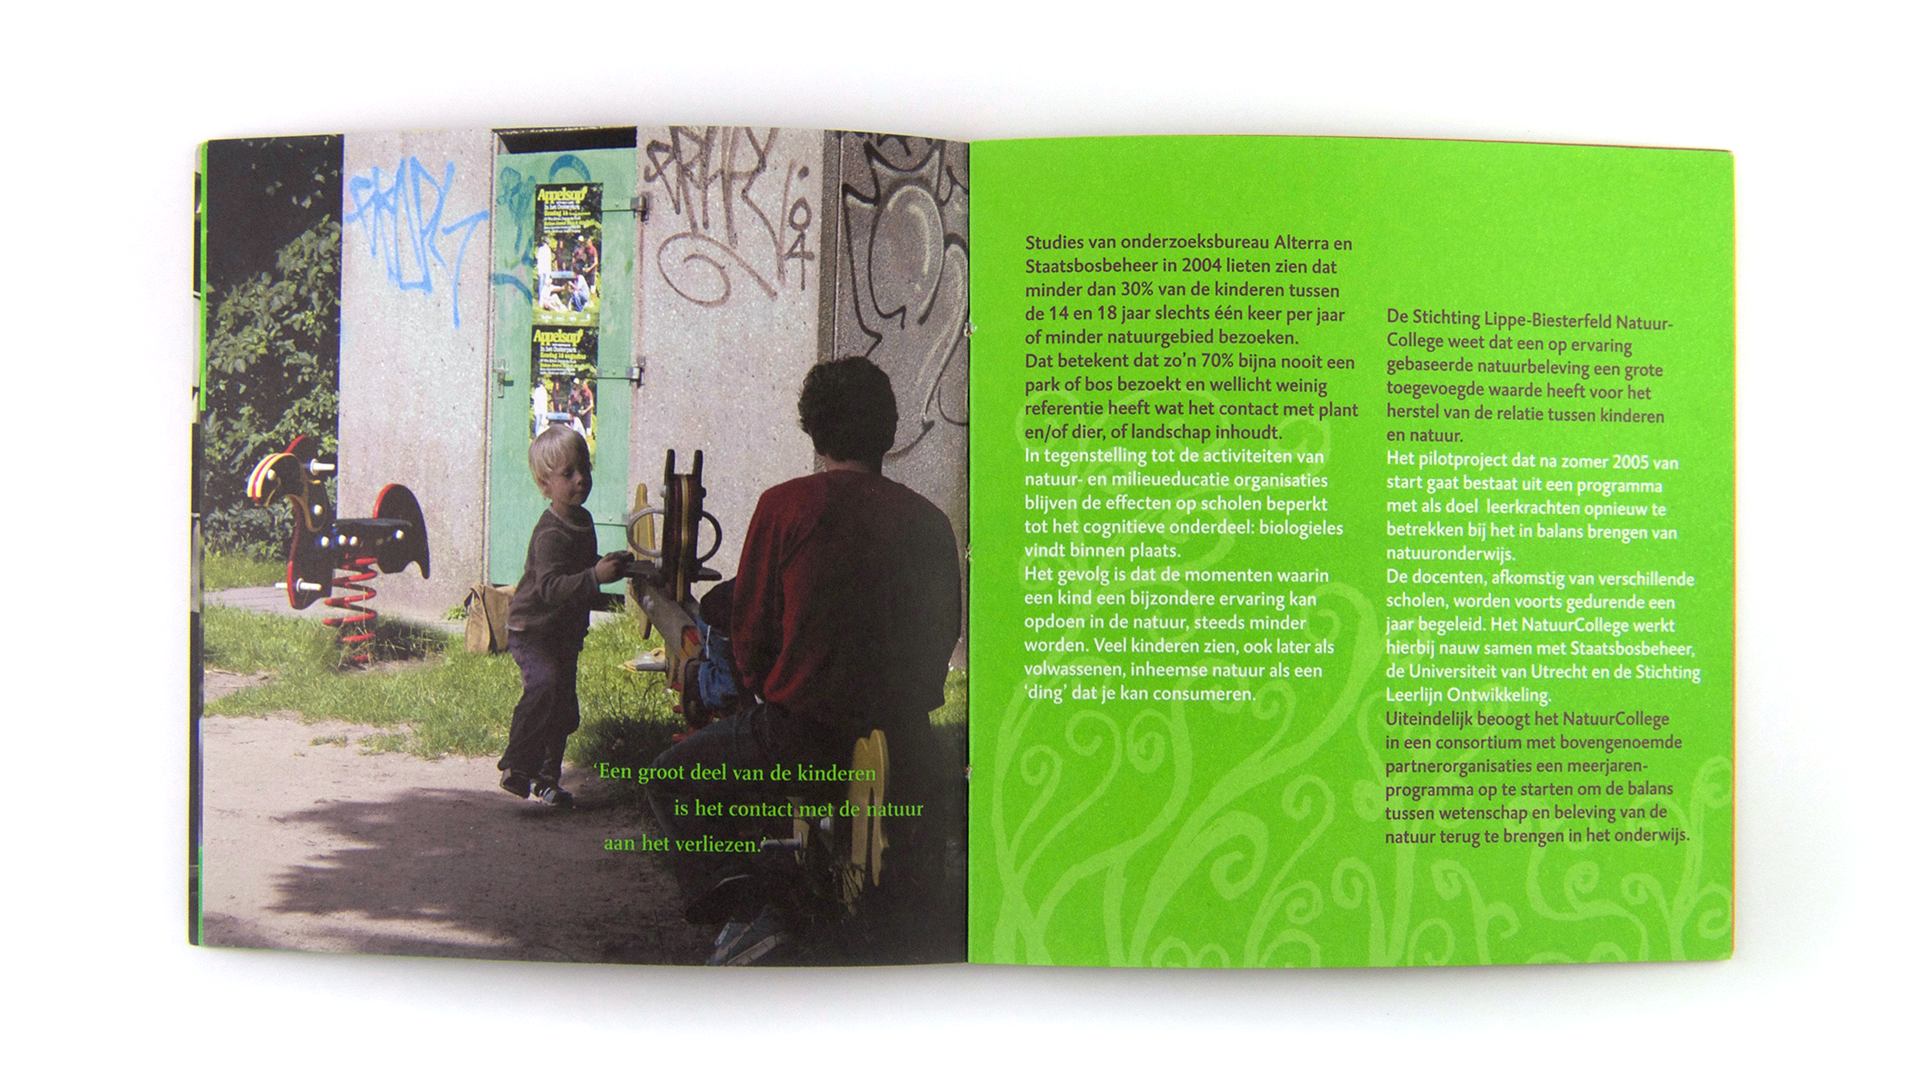 Appelsap
in het Oosterpark
Appelsap
in het Oosterpark
'Een groot deel van de kinderen
is het contact met de natuur
aan het verliezen.'
Studies van onderzoeksbureau Alterra en
Staatsbosbeheer in 2004 lieten zien dat
minder dan 30% van de kinderen tussen
de 14 en 18 jaar slechts één keer per jaar
of minder natuurgebied bezoeken.
Dat betekent dat zo'n 70% bijna nooit een
park of bos bezoekt en wellicht weinig
referentie heeft wat het contact met plant
en/of dier, of landschap inhoudt.
In tegenstelling tot de activiteiten van
natuur- en milieueducatie organisaties
blijven de effecten op scholen beperkt
tot het cognitieve onderdeel: biologieles
vindt binnen plaats.
Het gevolg is dat de momenten waarin
een kind een bijzondere ervaring kan
opdoen in de natuur, steeds minder
worden. Veel kinderen zien, ook later als
volwassenen, inheemse natuur als een
'ding' dat je kan consumeren.
De Stichting Lippe-Biesterfeld Natuur-
College weet dat een op ervaring
gebaseerde natuurbeleving een grote
toegevoegde waarde heeft voor het
herstel van de relatie tussen kinderen
en natuur.
Het pilotproject dat na zomer 2005 van
start gaat bestaat uit een programma
met als doel leerkrachten opnieuw te
betrekken bij het in balans brengen van
natuuronderwijs.
De docenten, afkomstig van verschillende
scholen, worden voorts gedurende een
jaar begeleid. Het NatuurCollege werkt
hierbij nauw samen met Staatsbosbeheer,
de Universiteit van Utrecht en de Stichting
Leerlijn Ontwikkeling.
Uiteindelijk beoogt het NatuurCollege
in een consortium met bovengenoemde
partnerorganisaties een meerjaren-
programma op te starten om de balans
tussen wetenschap en beleving van de
natuur terug te brengen in het onderwijs.